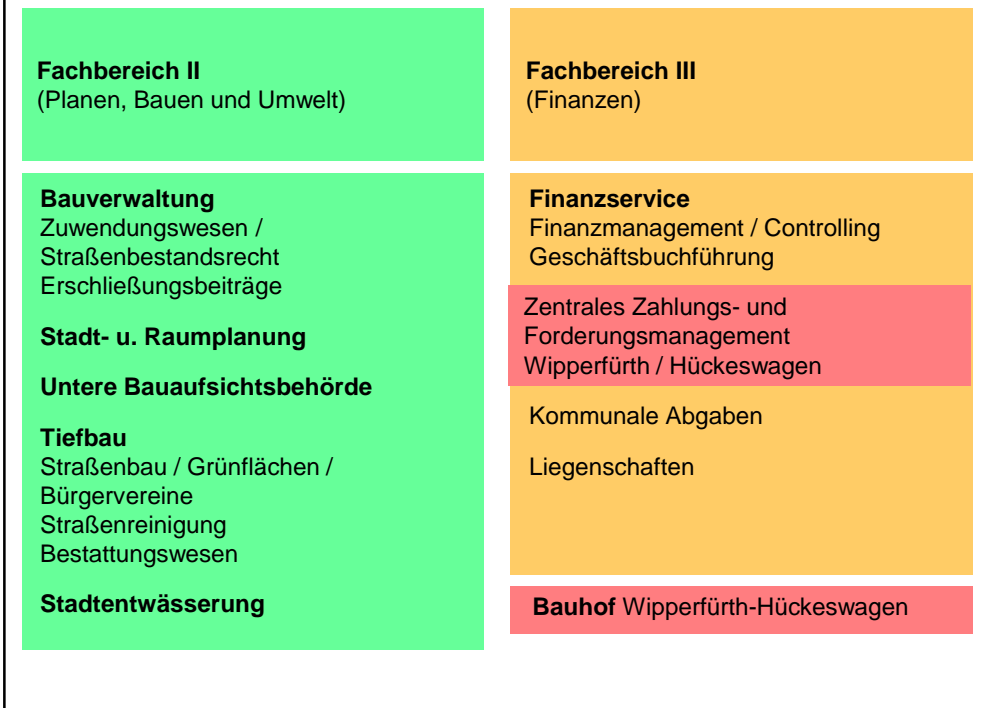 Fachbereich II
(Planen, Bauen und Umwelt)
Bauverwaltung
Zuwendungswesen /
Straßenbestandsrecht
Erschließungsbeiträge
Stadt- u. Raumplanung
Untere Bauaufsichtsbehörde
Tiefbau
Straßenbau / Grünflächen /
Bürgervereine
Straßenreinigung
Bestattungswesen
Stadtentwässerung
Fachbereich III
(Finanzen)
Finanzservice
Finanzmanagement / Controlling
Geschäftsbuchführung
Zentrales Zahlungs- und
Forderungsmanagement
Wipperfürth / Hückeswagen
Kommunale Abgaben
Liegenschaften
Bauhof Wipperfürth-Hückeswagen